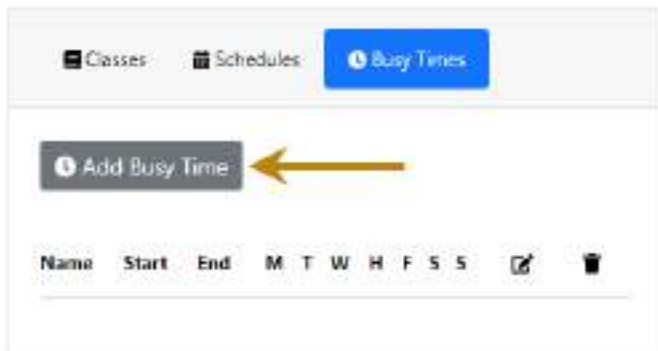 Classes Schedules Busy Times
Add Busy Time
Name Start End M T W H F S S